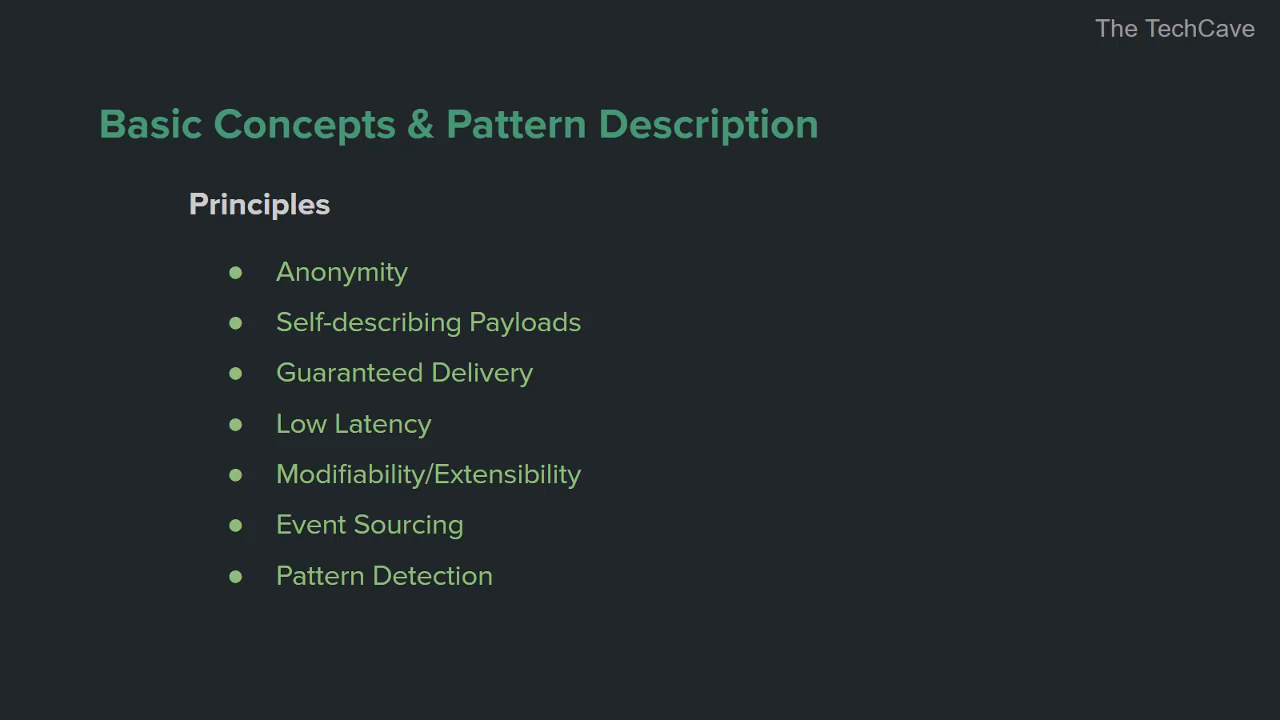 The TechCave
Basic Concepts & Pattern Description
Principles
● Anonymity
● Self-describing Payloads
● Guaranteed Delivery
● Low Latency
● Modifiability/Extensibility
● Event Sourcing
● Pattern Detection